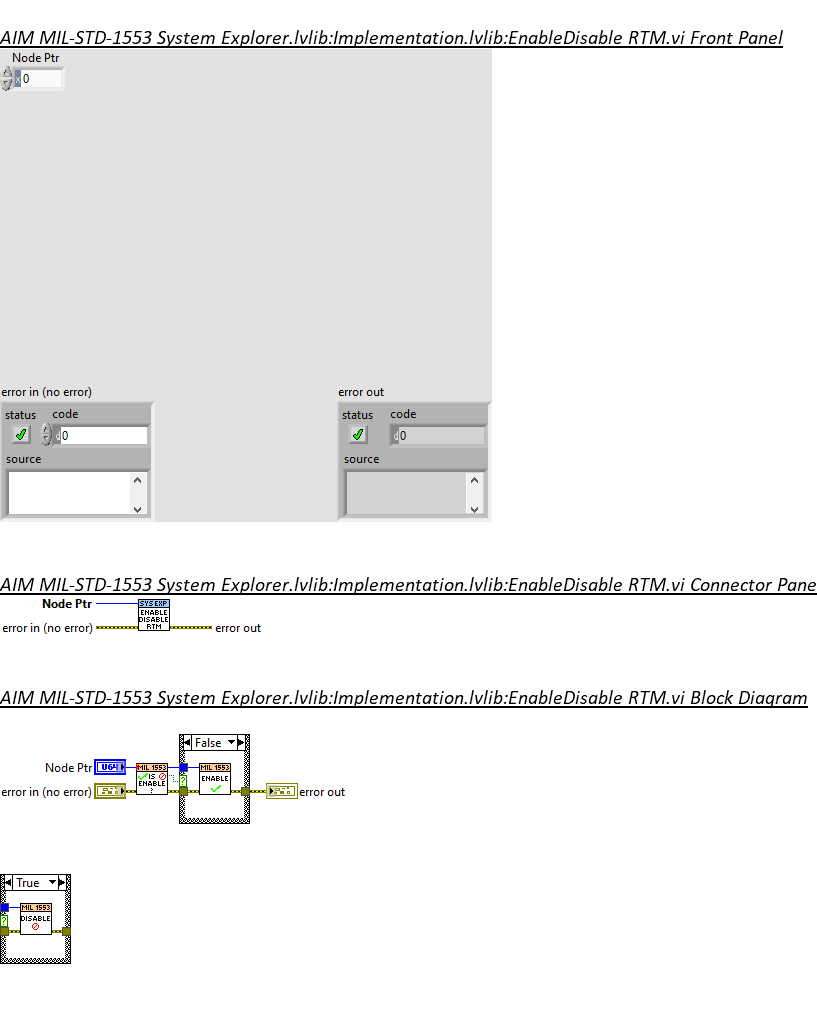 AIM MIL-STD-1553 System Explorer.lvlib:Implementation.lvlib:EnableDisable RTM.vi Front Panel
Node Ptr
x 0
error in (no error)
error out
status code
status code
d 0
d 0
source
source
AIM MIL-STD-1553 System Explorer.lvlib:Implementation.lvlib:EnableDisable RTM.vi Connector Pane
Node Ptr
SYS EXP
ENABLE
DISABLE
RTM
error in (no error)
error out
AIM MIL-STD-1553 System Explorer.lvlib:Implementation.lvlib:EnableDisable RTM.vi Block Diagram
False
Node Ptr
U64
MIL 1553
IS
ENABLE
?
?
MIL 1553
ENABLE
error in (no error)
error out
True
MIL 1553
DISABLE
?